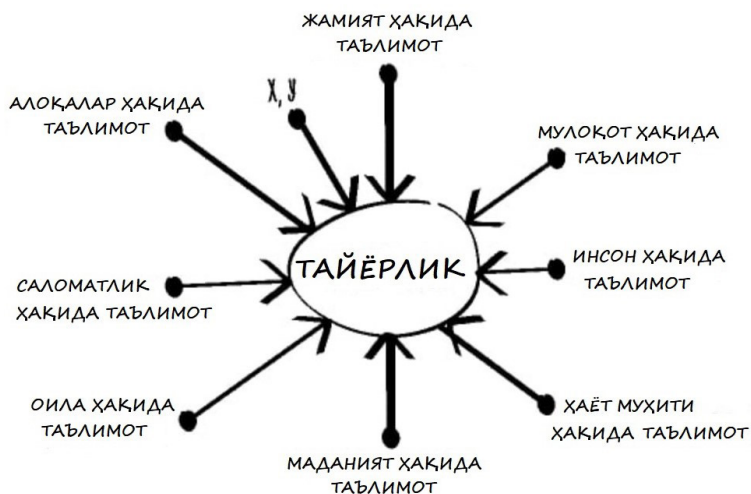 ЖАМИЯТ ҲАҚИДА
ТАЪЛИМОТ
Х, У
АЛОҚАЛАР ҲАҚИДА
ТАЪЛИМОТ
МУЛОҚОТ ҲАҚИДА
ТАЪЛИМОТ
ТАЙЁРЛИК
ИНСОН ҲАҚИДА
ТАЪЛИМОТ
САЛОМАТЛИК
ҲАҚИДА ТАЪЛИМОТ
ОИЛА ҲАҚИДА
ТАЪЛИМОТ
ҲАЁТ МУҲИТИ
ҲАҚИДА ТАЪЛИМОТ
МАДАНИЯТ ҲАҚИДА
ТАЪЛИМОТ